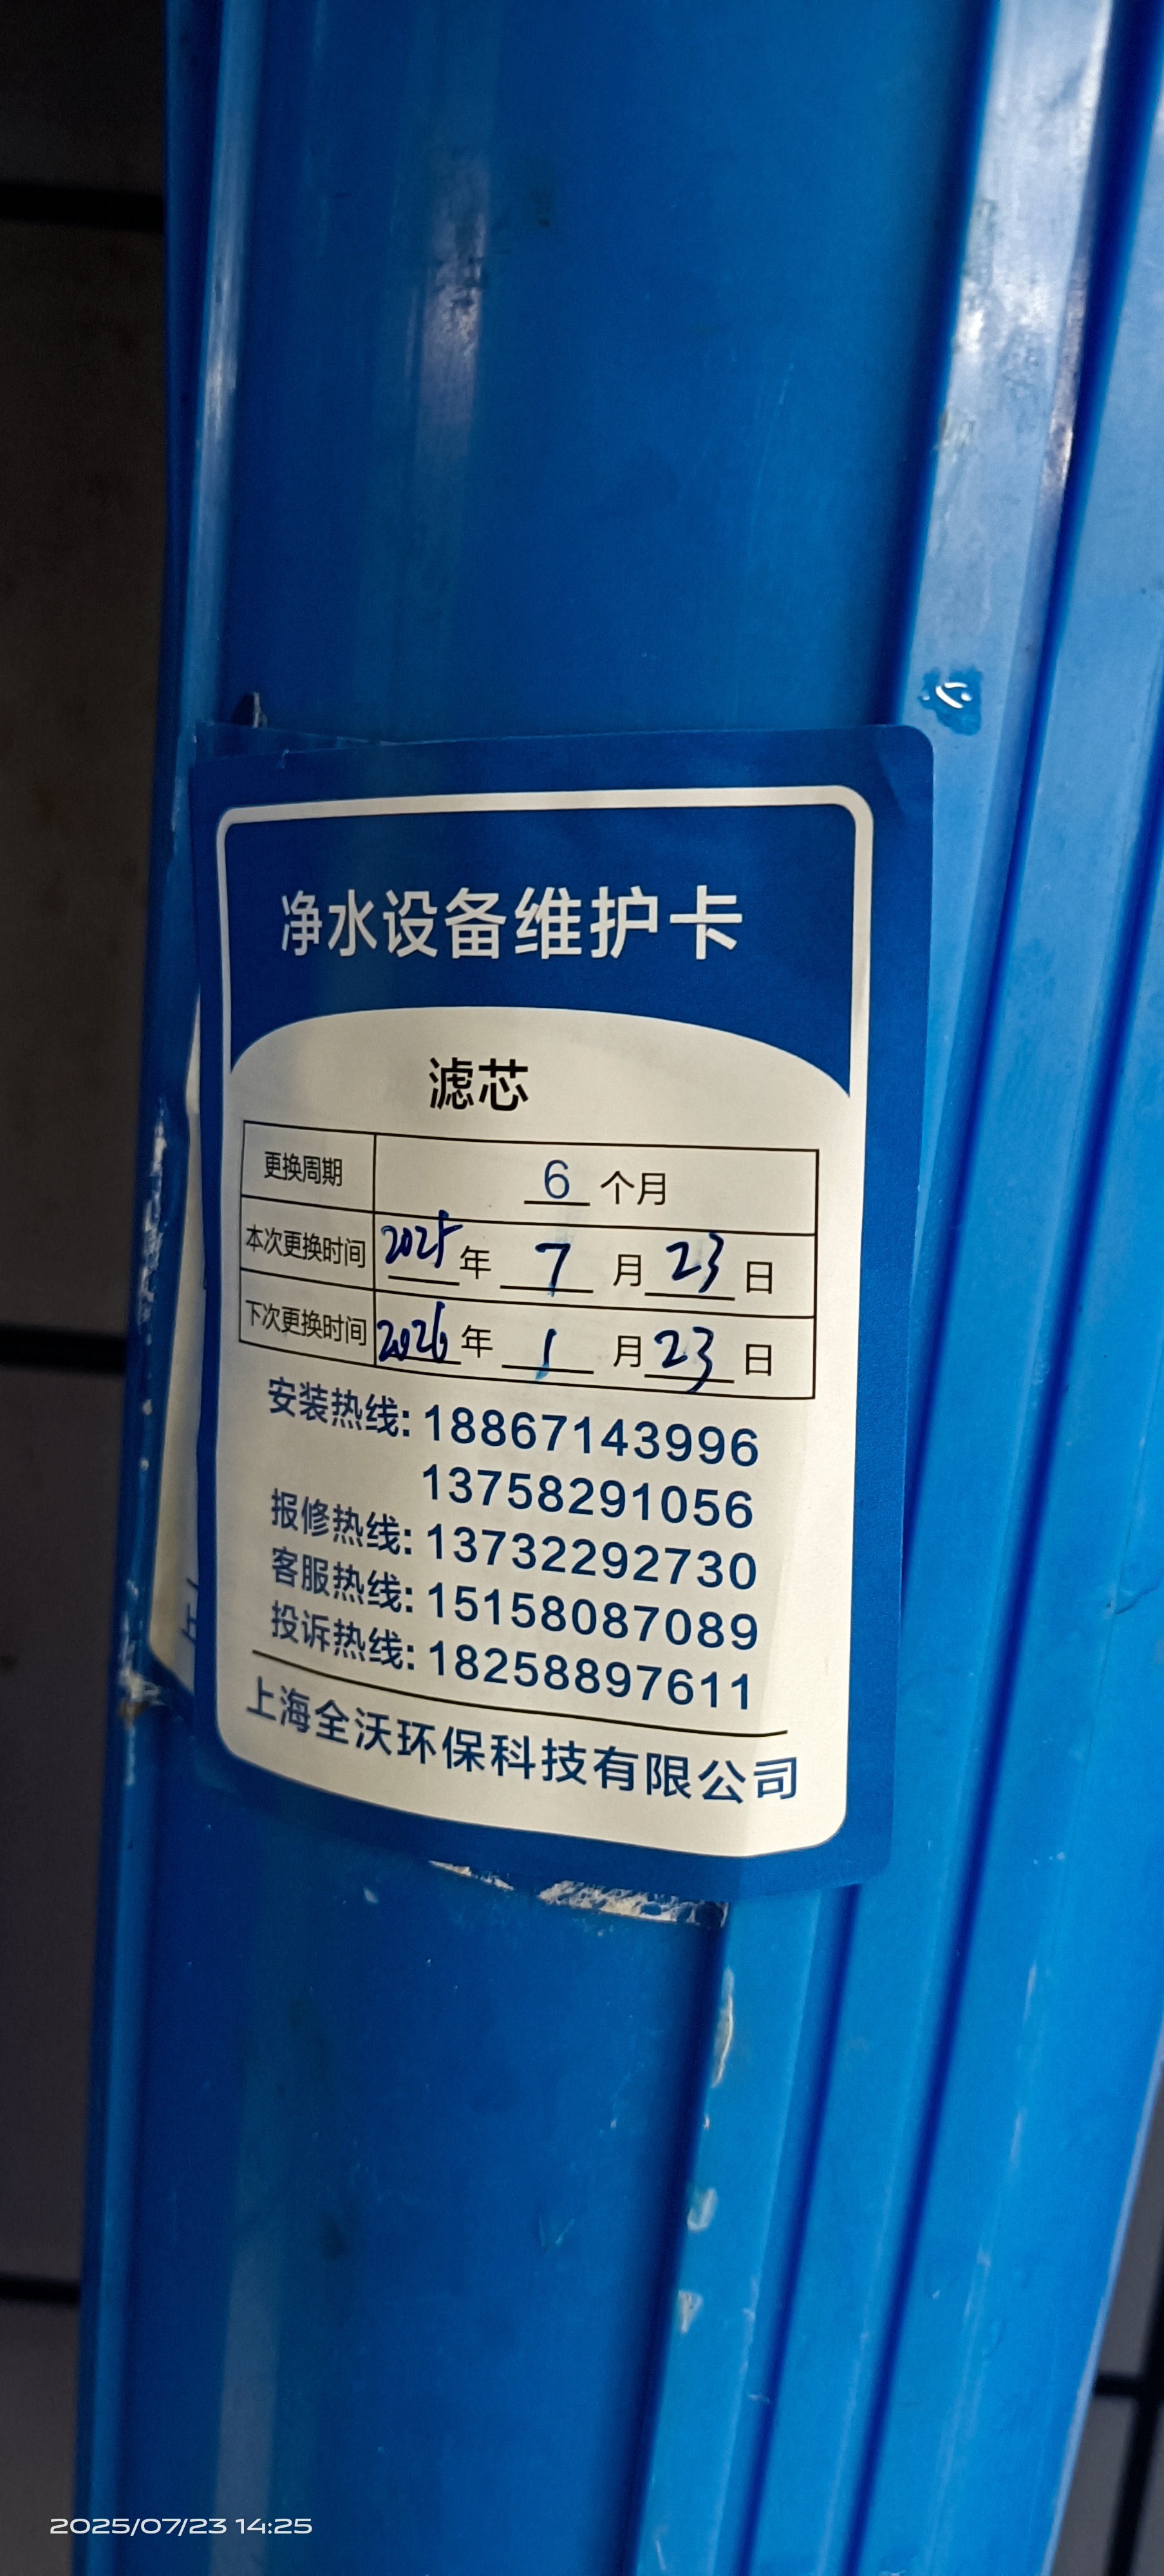 净水设备维护卡
滤芯
更换周期 6 个月
本次更换时间 2025 年 7 月 23 日
下次更换时间 2026 年 1 月 23 日
安装热线: 18867143996
13758291056
报修热线: 13732292730
客服热线: 15158087089
投诉热线: 18258897611
上海全沃环保科技有限公司
2025/07/23 14:25